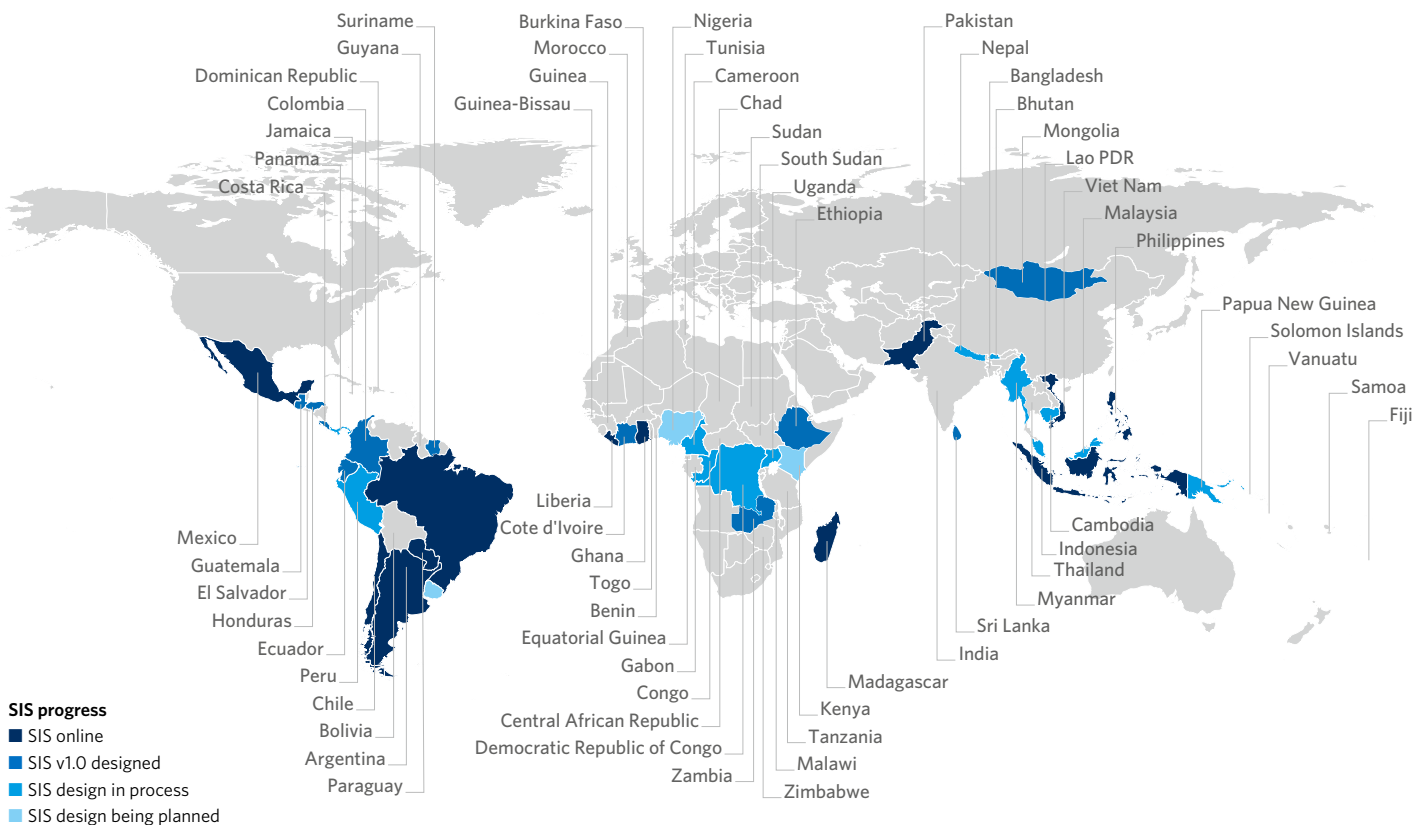 Suriname
Guyana
Dominican Republic
Colombia
Jamaica
Panama
Costa Rica
Burkina Faso
Morocco
Guinea
Guinea-Bissau
Nigeria
Tunisia
Cameroon
Chad
Sudan
South Sudan
Uganda
Ethiopia
Pakistan
Nepal
Bangladesh
Bhutan
Mongolia
Lao PDR
Viet Nam
Malaysia
Philippines
Papua New Guinea
Solomon Islands
Vanuatu
Samoa
Fiji
Mexico
Guatemala
El Salvador
Honduras
Ecuador
Peru
Chile
Bolivia
Argentina
Paraguay
Liberia
Cote d'Ivoire
Ghana
Togo
Benin
Equatorial Guinea
Gabon
Congo
Central African Republic
Democratic Republic of Congo
Zambia
Zimbabwe
Malawi
Tanzania
Kenya
Madagascar
India
Sri Lanka
Myanmar
Thailand
Indonesia
Cambodia
SIS progress
SIS online
SIS v1.0 designed
SIS design in process
SIS design being planned